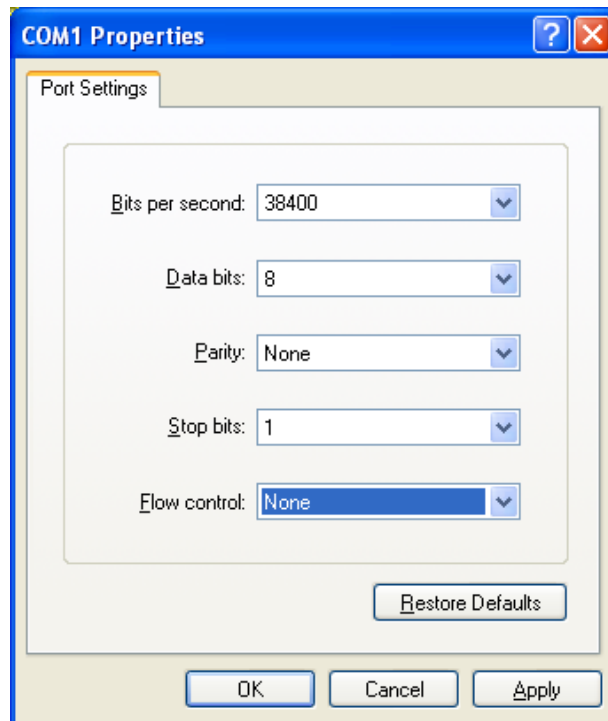 COM1 Properties
Port Settings
Bits per second: 38400
Data bits: 8
Parity: None
Stop bits: 1
Flow control: None
Restore Defaults
OK Cancel Apply